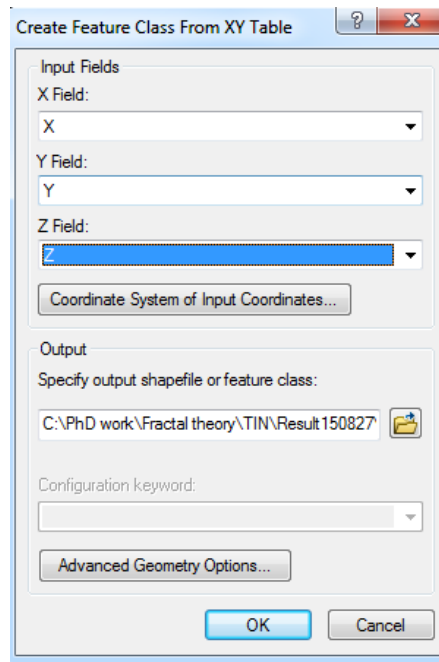 Create Feature Class From XY Table
Input Fields
X Field:
X
Y Field:
Y
Z Field:
Z
Coordinate System of Input Coordinates...
Output
Specify output shapefile or feature class:
C:\PhD work\Fractal theory\TIN\Result150827
Configuration keyword:
Advanced Geometry Options...
OK Cancel